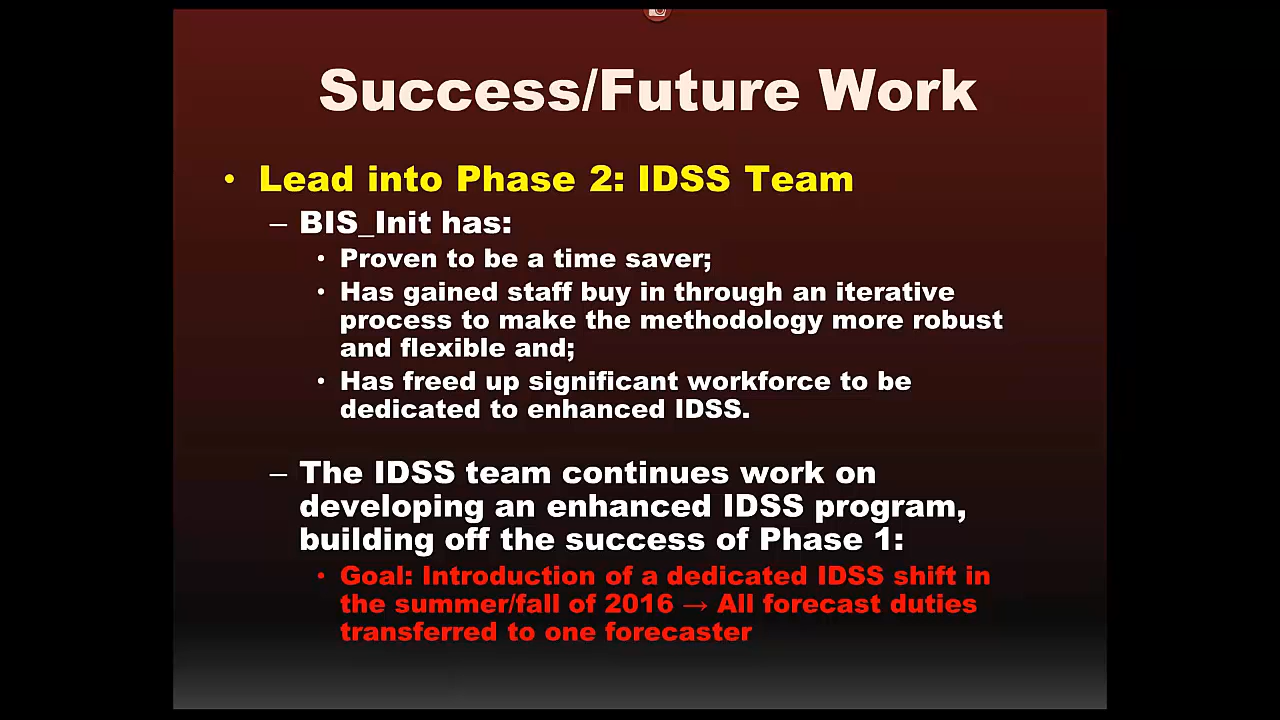 Success/Future Work
• Lead into Phase 2: IDSS Team
– BIS_Init has:
• Proven to be a time saver;
• Has gained staff buy in through an iterative
process to make the methodology more robust
and flexible and;
• Has freed up significant workforce to be
dedicated to enhanced IDSS.
– The IDSS team continues work on
developing an enhanced IDSS program,
building off the success of Phase 1:
• Goal: Introduction of a dedicated IDSS shift in
the summer/fall of 2016 → All forecast duties
transferred to one forecaster